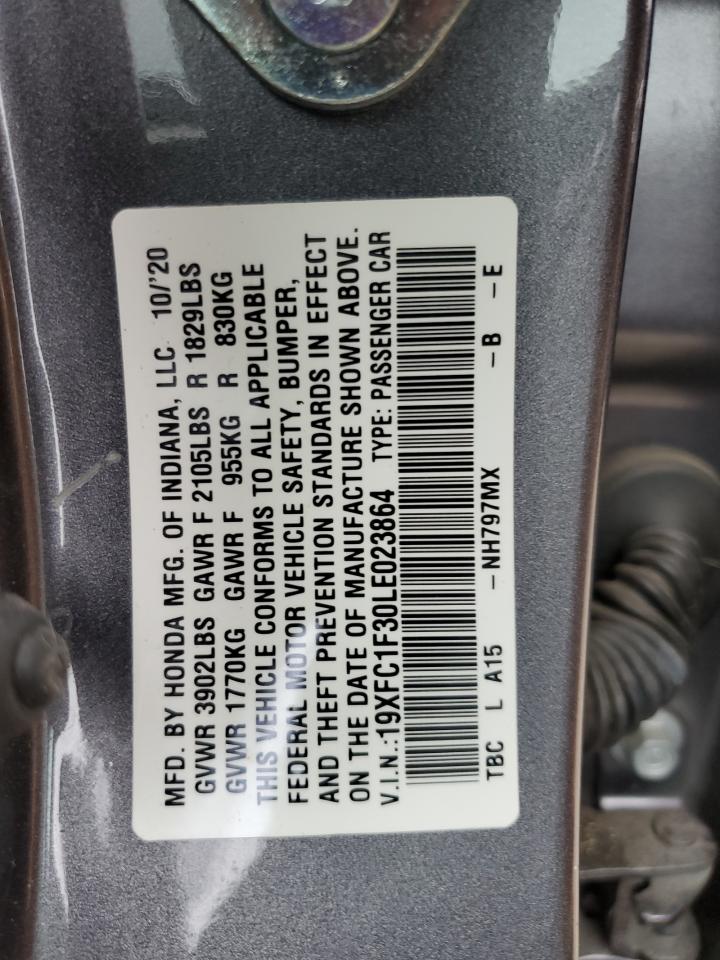 MFD. BY HONDA MFG. OF INDIANA, LLC 10/'20
GVWR 3902LBS GAWR F 2105LBS R 1829LBS
GVWR 1770KG GAWR F 955KG R 830KG
THIS VEHICLE CONFORMS TO ALL APPLICABLE
FEDERAL MOTOR VEHICLE SAFETY, BUMPER,
AND THEFT PREVENTION STANDARDS IN EFFECT
ON THE DATE OF MANUFACTURE SHOWN ABOVE.
V.I.N.:19XFC1F30LE023864 TYPE: PASSENGER CAR
TBC L A15 -NH797MX -B -E